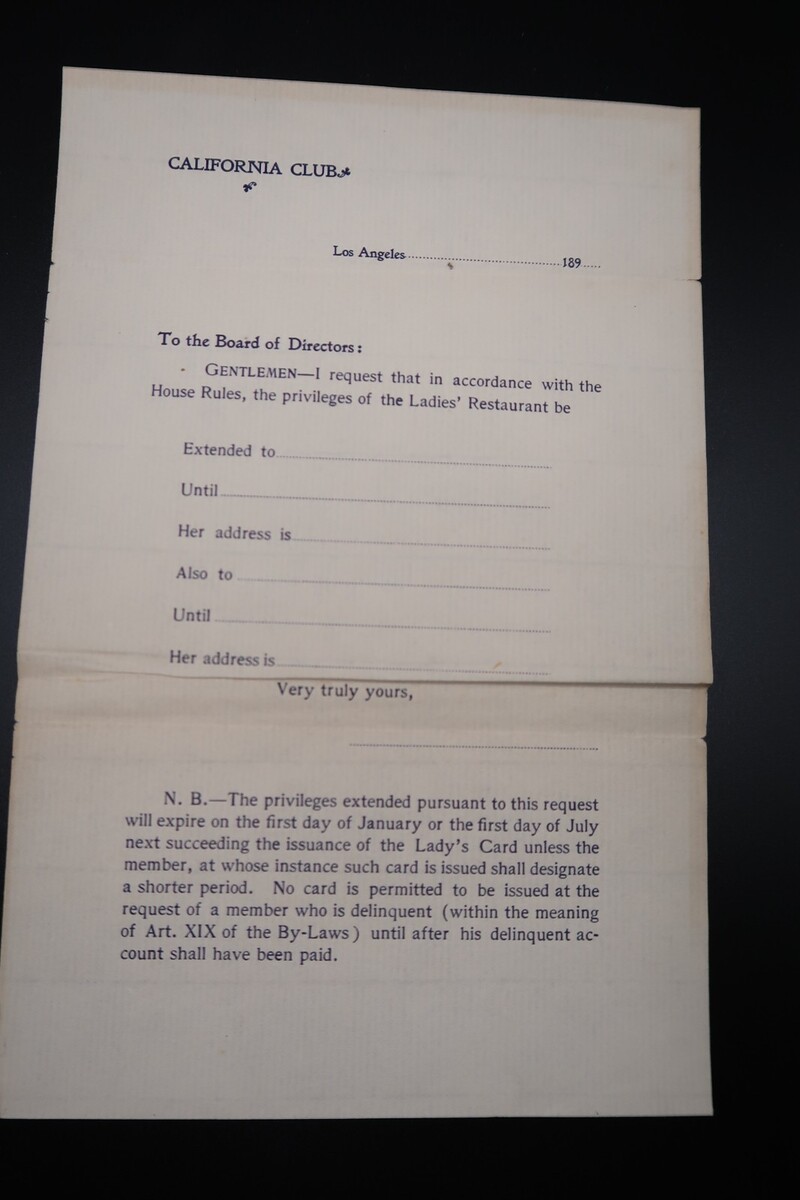 CALIFORNIA CLUB
Los Angeles........................................189......
To the Board of Directors:
GENTLEMEN—I request that in accordance with the
House Rules, the privileges of the Ladies' Restaurant be
Extended to
Until
Her address is
Also to
Until
Her address is
Very truly yours,
N. B.—The privileges extended pursuant to this request
will expire on the first day of January or the first day of July
next succeeding the issuance of the Lady's Card unless the
member, at whose instance such card is issued shall designate
a shorter period. No card is permitted to be issued at the
request of a member who is delinquent (within the meaning
of Art. XIX of the By-Laws) until after his delinquent ac-
count shall have been paid.